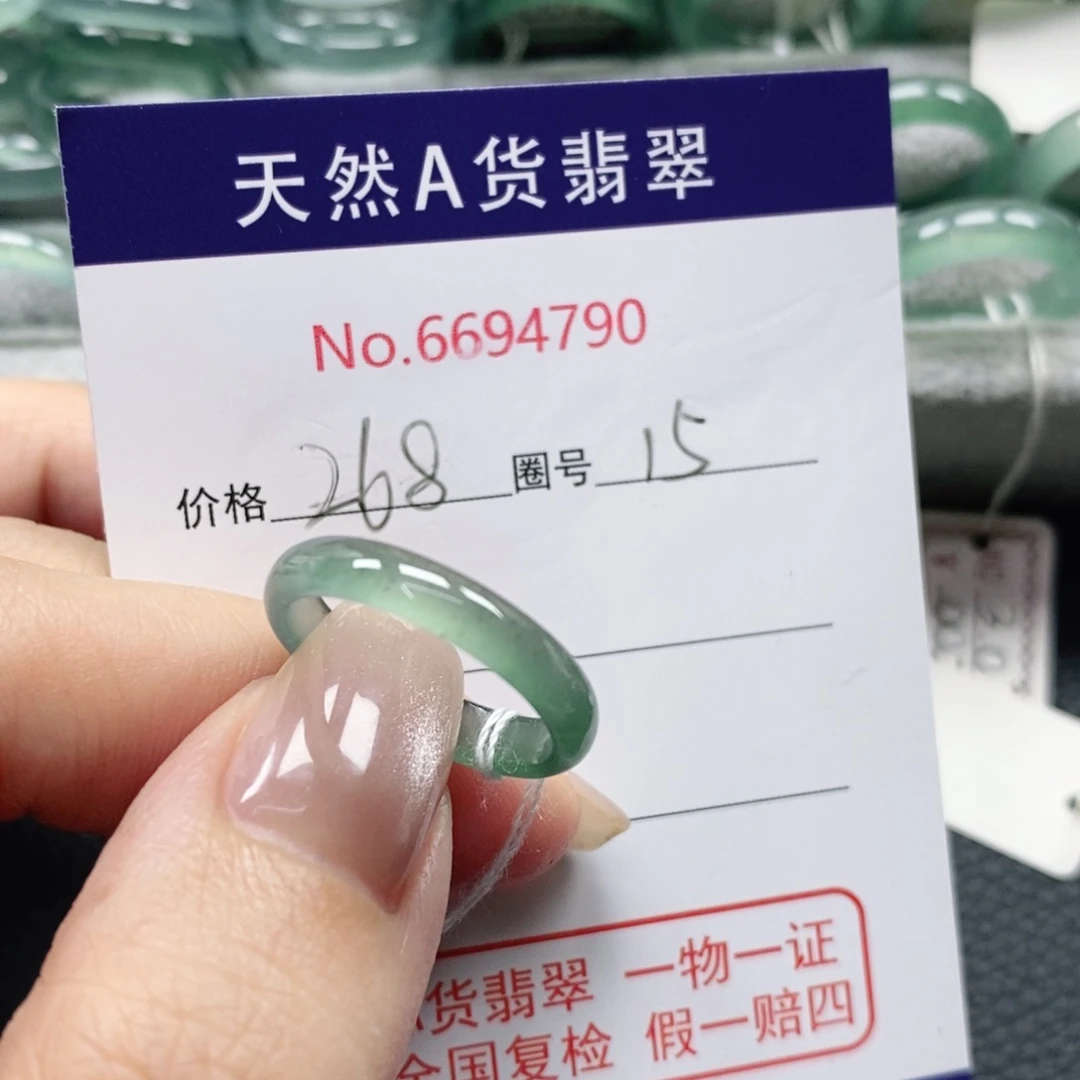 天然A货翡翠
No.6694790
价格 268 圈号 15
货翡翠 一物一证
全国复检 假一赔四